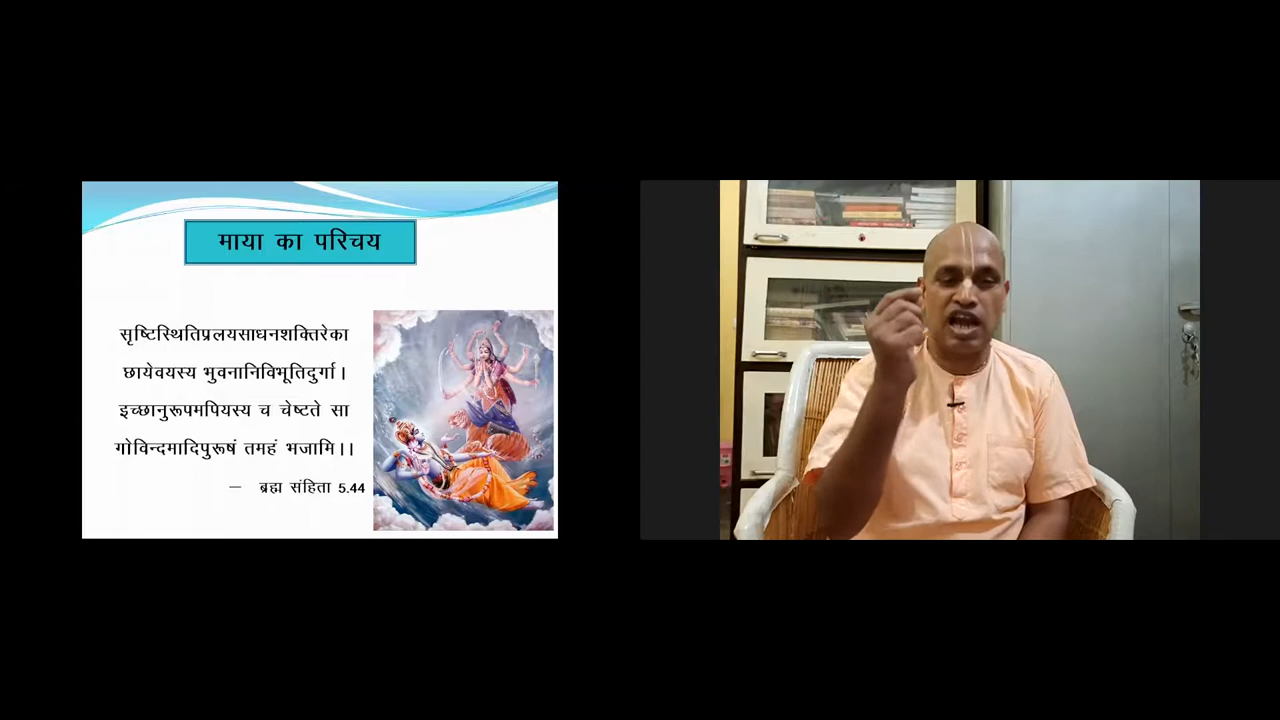 माया का परिचय
सृष्टिस्थितिप्रलयसाधनशक्तिरेका
छायेवयस्य भुवनानिविभूतिदुर्गा।
इच्छानुरूपमपियस्य च चेष्टते सा
गोविन्दमादिपुरूषं तमहं भजामि।।
– ब्रह्म संहिता 5.44